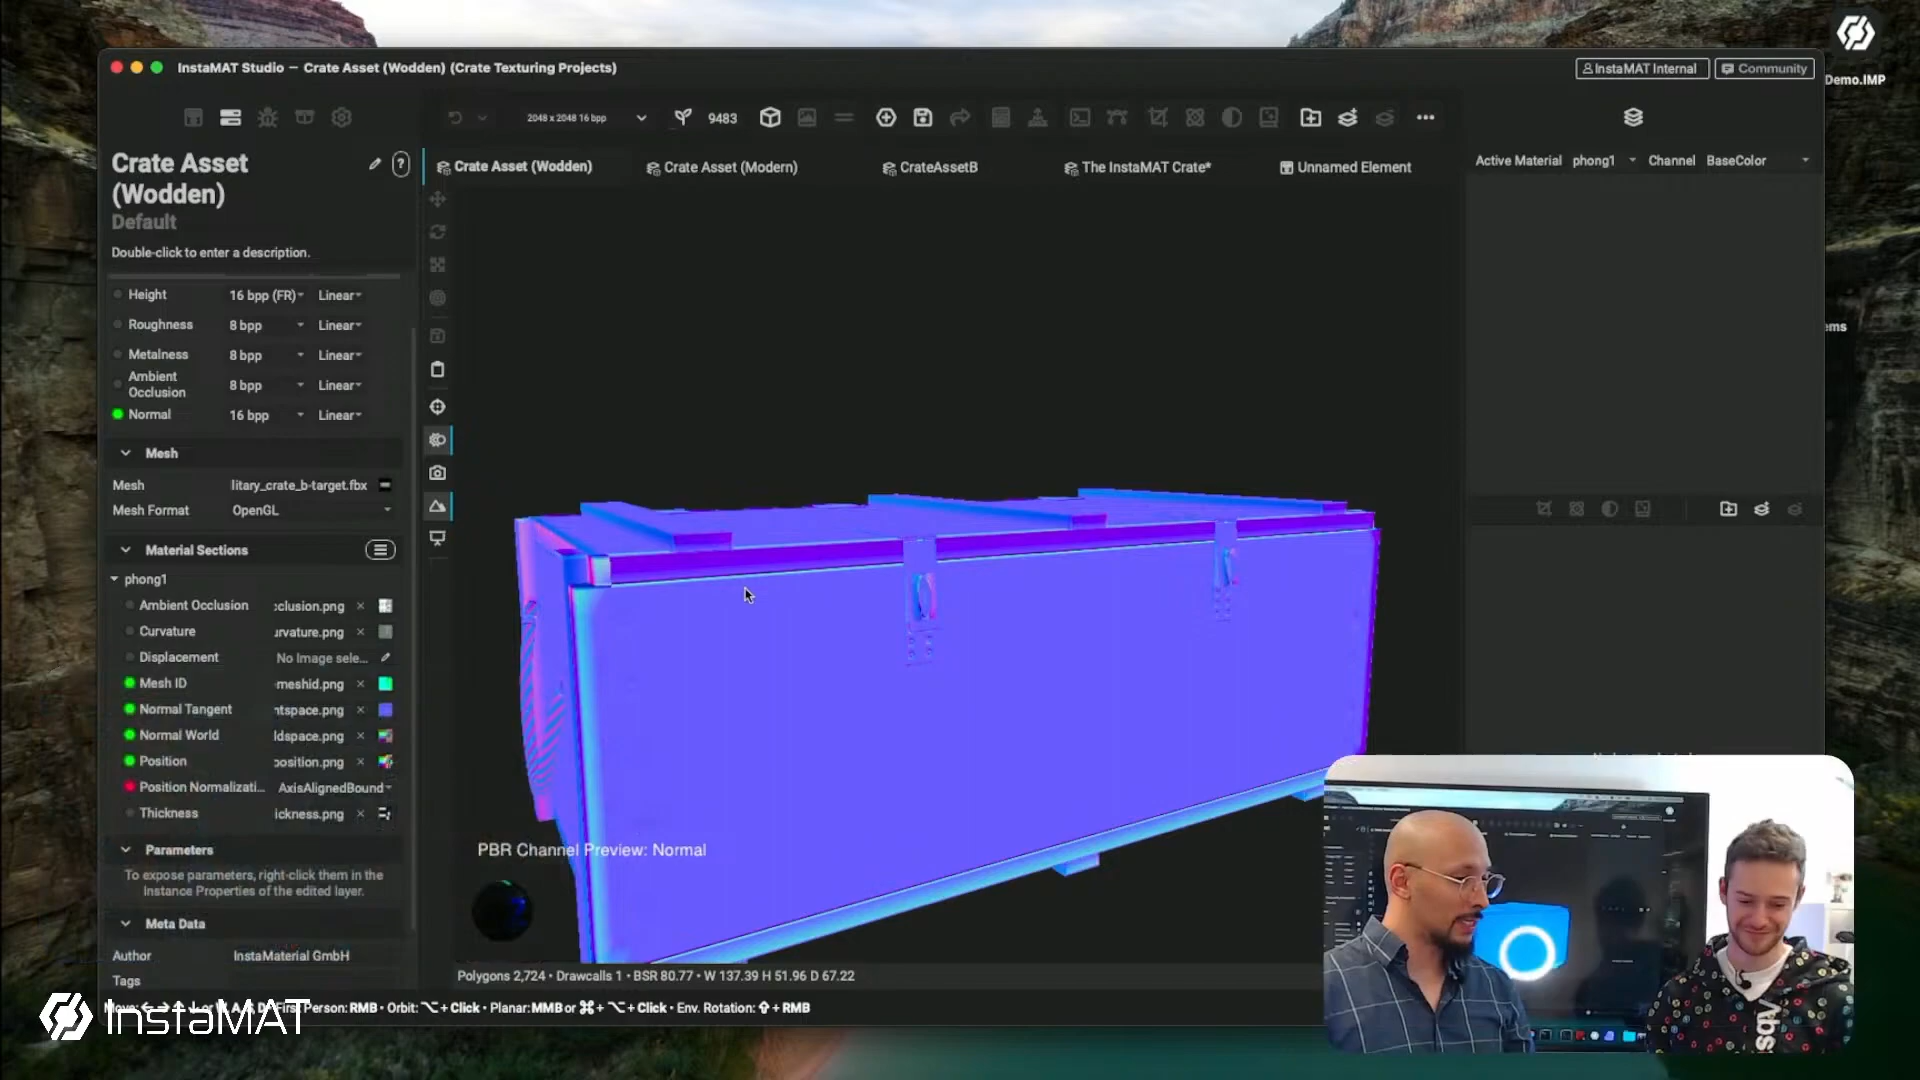 InstaMAT Studio – Crate Asset (Wodden) (Crate Texturing Projects)
InstaMAT Internal
Community
Demo.IMP
2048 x 2048 16 bpp
9483
Crate Asset
(Wodden)
?
Default
Double-click to enter a description.
Crate Asset (Wodden)
Crate Asset (Modern)
CrateAssetB
The InstaMAT Crate*
Unnamed Element
Active Material
phong1
Channel
BaseColor
Height
16 bpp (FR)
Linear
Roughness
8 bpp
Linear
Metalness
8 bpp
Linear
Ambient
Occlusion
8 bpp
Linear
Normal
16 bpp
Linear
ems
Mesh
Mesh
litary_crate_b-target.fbx
Mesh Format
OpenGL
Material Sections
phong1
Ambient Occlusion
clusion.png
Curvature
urvature.png
Displacement
No Image sele...
Mesh ID
meshid.png
Normal Tangent
ntspace.png
Normal World
ldspace.png
Position
position.png
Position Normalizati...
AxisAlignedBound
Thickness
ickness.png
Parameters
To expose parameters, right-click them in the
Instance Properties of the edited layer.
Meta Data
Author
InstaMaterial GmbH
Tags
PBR Channel Preview: Normal
Polygons 2,724 • Drawcalls 1 • BSR 80.77 • W 137.39 H 51.96 D 67.22
Person: RMB • Orbit: ⌥ + Click • Planar: MMB or ⌘ + ⌥ + Click • Env. Rotation: ⇧ + RMB
InstaMAT